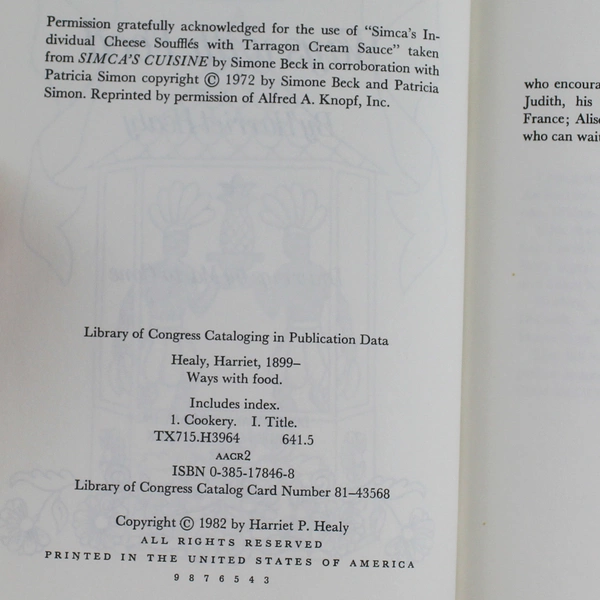 Permission gratefully acknowledged for the use of “Simca's In-
dividual Cheese Soufflés with Tarragon Cream Sauce” taken
from SIMCA'S CUISINE by Simone Beck in corroboration with
Patricia Simon copyright © 1972 by Simone Beck and Patricia
Simon. Reprinted by permission of Alfred A. Knopf, Inc.
Library of Congress Cataloging in Publication Data
Healy, Harriet, 1899–
Ways with food.
Includes index.
1. Cookery. I. Title.
TX715.H3964 641.5
AACR2
ISBN 0-385-17846-8
Library of Congress Catalog Card Number 81–43568
Copyright © 1982 by Harriet P. Healy
ALL RIGHTS RESERVED
PRINTED IN THE UNITED STATES OF AMERICA
9 8 7 6 5 4 3
who encoura
Judith, his
France; Alis
who can wai